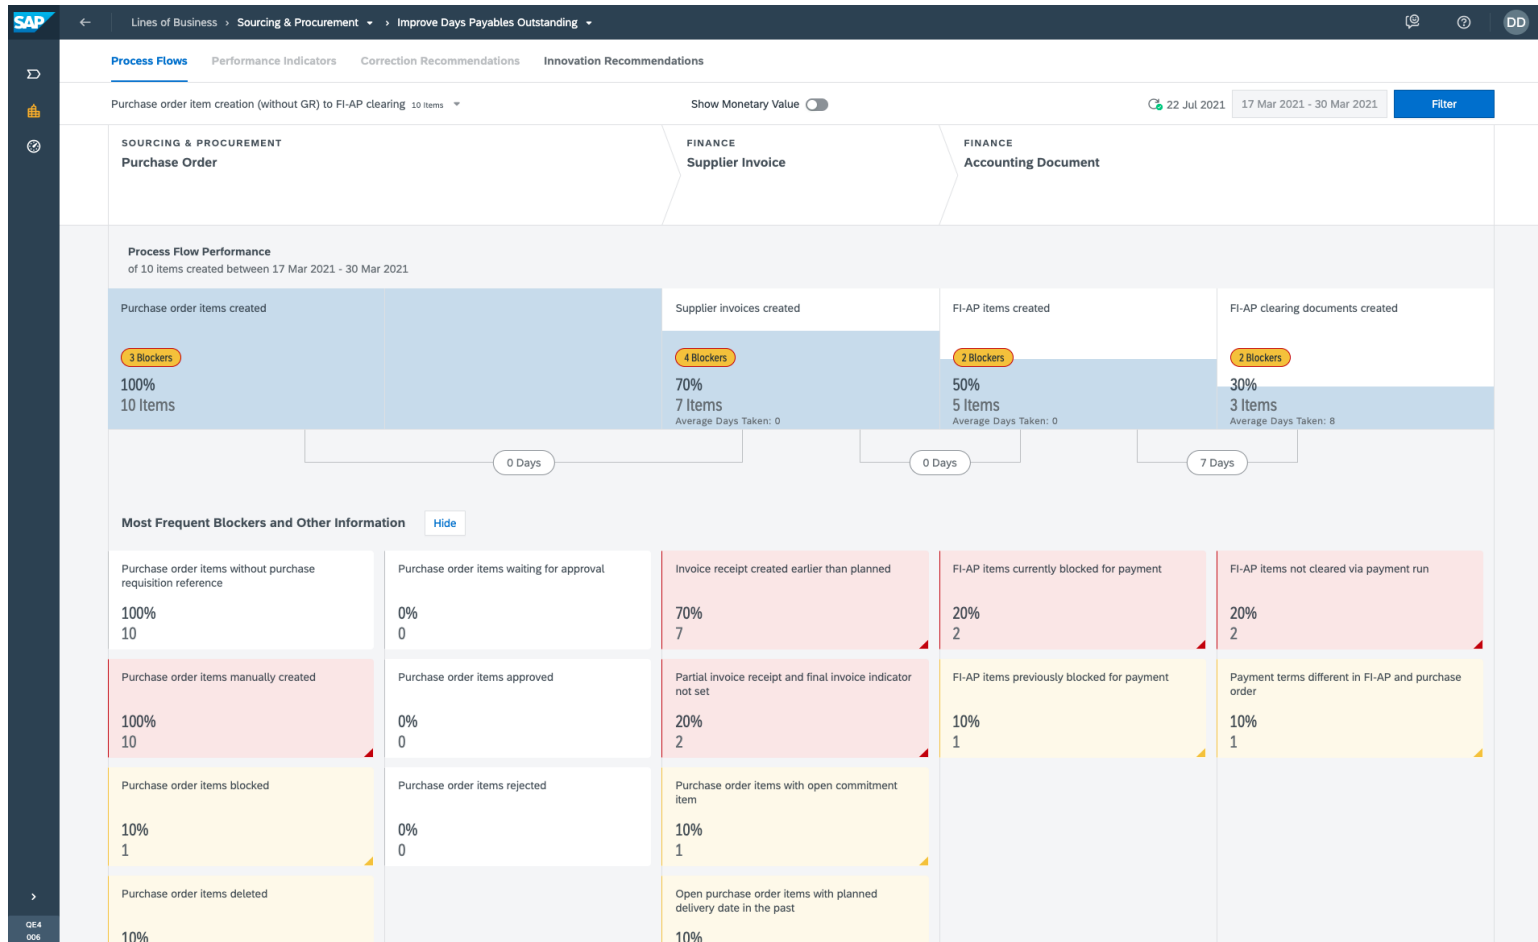 SAP
Lines of Business › Sourcing & Procurement › Improve Days Payables Outstanding
DD
Process Flows Performance Indicators Correction Recommendations Innovation Recommendations
Purchase order item creation (without GR) to FI-AP clearing 10 Items
Show Monetary Value
22 Jul 2021
17 Mar 2021 - 30 Mar 2021
Filter
SOURCING & PROCUREMENT
Purchase Order
FINANCE
Supplier Invoice
FINANCE
Accounting Document
Process Flow Performance
of 10 items created between 17 Mar 2021 - 30 Mar 2021
Purchase order items created
3 Blockers
100%
10 Items
Supplier invoices created
4 Blockers
70%
7 Items
Average Days Taken: 0
FI-AP items created
2 Blockers
50%
5 Items
Average Days Taken: 0
FI-AP clearing documents created
2 Blockers
30%
3 Items
Average Days Taken: 8
0 Days
0 Days
7 Days
Most Frequent Blockers and Other Information
Hide
Purchase order items without purchase
requisition reference
100%
10
Purchase order items waiting for approval
0%
0
Invoice receipt created earlier than planned
70%
7
FI-AP items currently blocked for payment
20%
2
FI-AP items not cleared via payment run
20%
2
Purchase order items manually created
100%
10
Purchase order items approved
0%
0
Partial invoice receipt and final invoice indicator
not set
20%
2
FI-AP items previously blocked for payment
10%
1
Payment terms different in FI-AP and purchase
order
10%
1
Purchase order items blocked
10%
1
Purchase order items rejected
0%
0
Purchase order items with open commitment
item
10%
1
Purchase order items deleted
10%
Open purchase order items with planned
delivery date in the past
10%
QE4
006